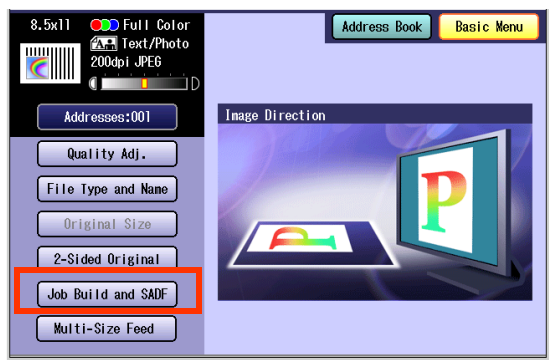 8.5x11
Full Color
Text/Photo
200dpi JPEG
D
Addresses:001
Quality Adj.
File Type and Name
Original Size
2-Sided Original
Job Build and SADF
Multi-Size Feed
Address Book
Basic Menu
Image Direction
P
P